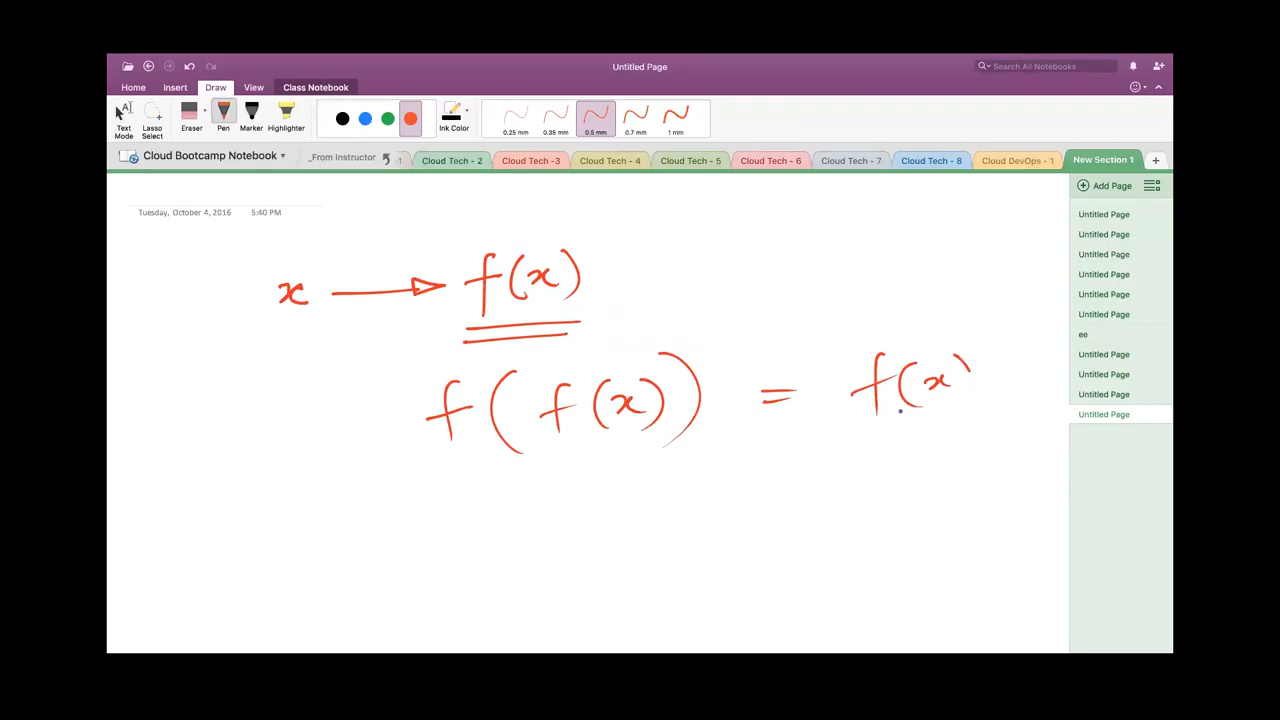 Untitled Page
Search All Notebooks
Home Insert Draw View Class Notebook
Text Mode
Lasso Select
Eraser
Pen
Marker
Highlighter
Ink Color
0.25 mm
0.35 mm
0.5 mm
0.7 mm
1 mm
Cloud Bootcamp Notebook
_From Instructor
1
Cloud Tech - 2
Cloud Tech -3
Cloud Tech - 4
Cloud Tech - 5
Cloud Tech - 6
Cloud Tech - 7
Cloud Tech - 8
Cloud DevOps - 1
New Section 1
Add Page
Untitled Page
Untitled Page
Untitled Page
Untitled Page
Untitled Page
Untitled Page
ee
Untitled Page
Untitled Page
Untitled Page
Untitled Page
Tuesday, October 4, 2016 5:40 PM
x → f(x)
f(f(x)) = f(x)